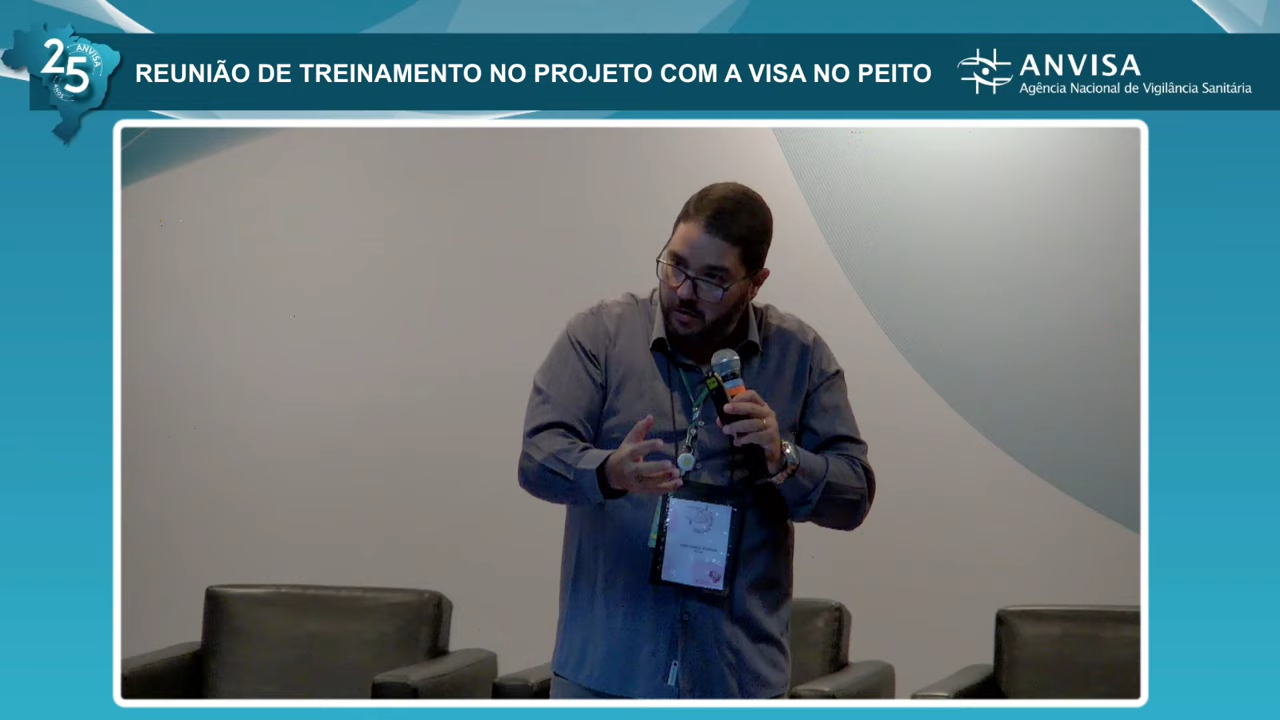 25
ANVISA
REUNIÃO DE TREINAMENTO NO PROJETO COM A VISA NO PEITO
ANVISA
Agência Nacional de Vigilância Sanitária